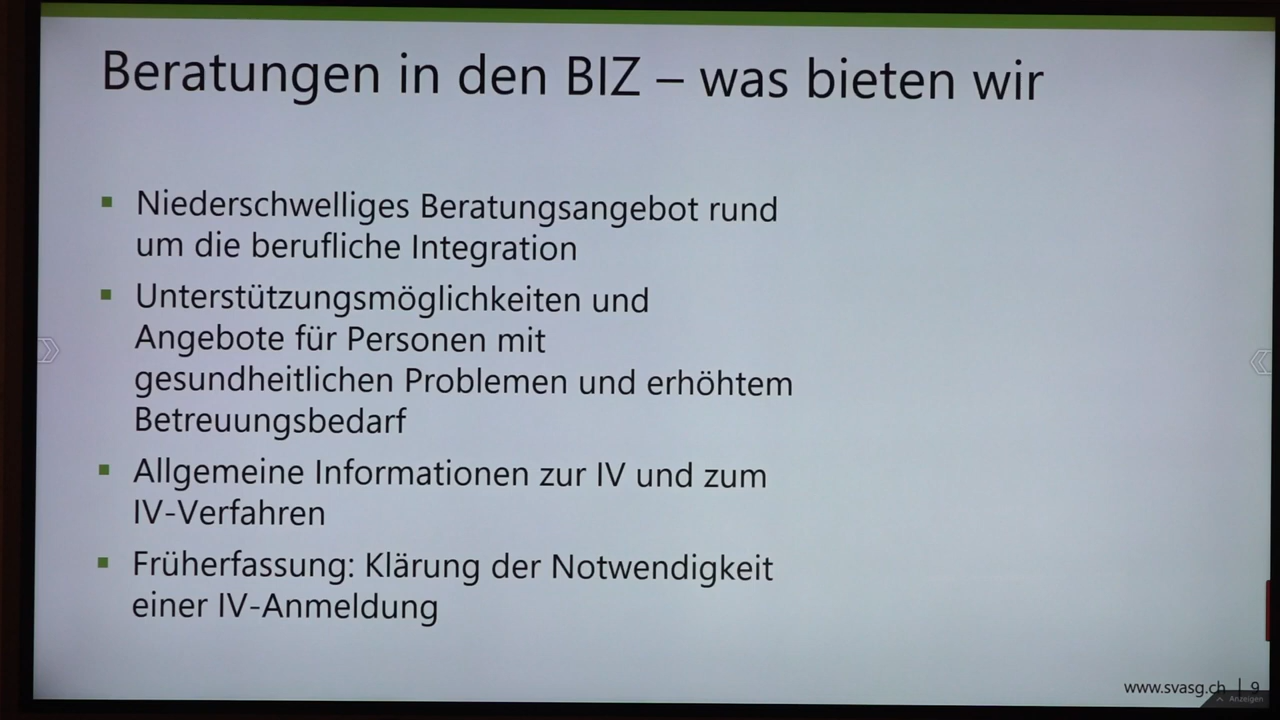 Beratungen in den BIZ – was bieten wir
Niederschwelliges Beratungsangebot rund
um die berufliche Integration
Unterstützungsmöglichkeiten und
Angebote für Personen mit
gesundheitlichen Problemen und erhöhtem
Betreuungsbedarf
Allgemeine Informationen zur IV und zum
IV-Verfahren
Früherfassung: Klärung der Notwendigkeit
einer IV-Anmeldung
www.svasg.ch | 9
Anzeigen